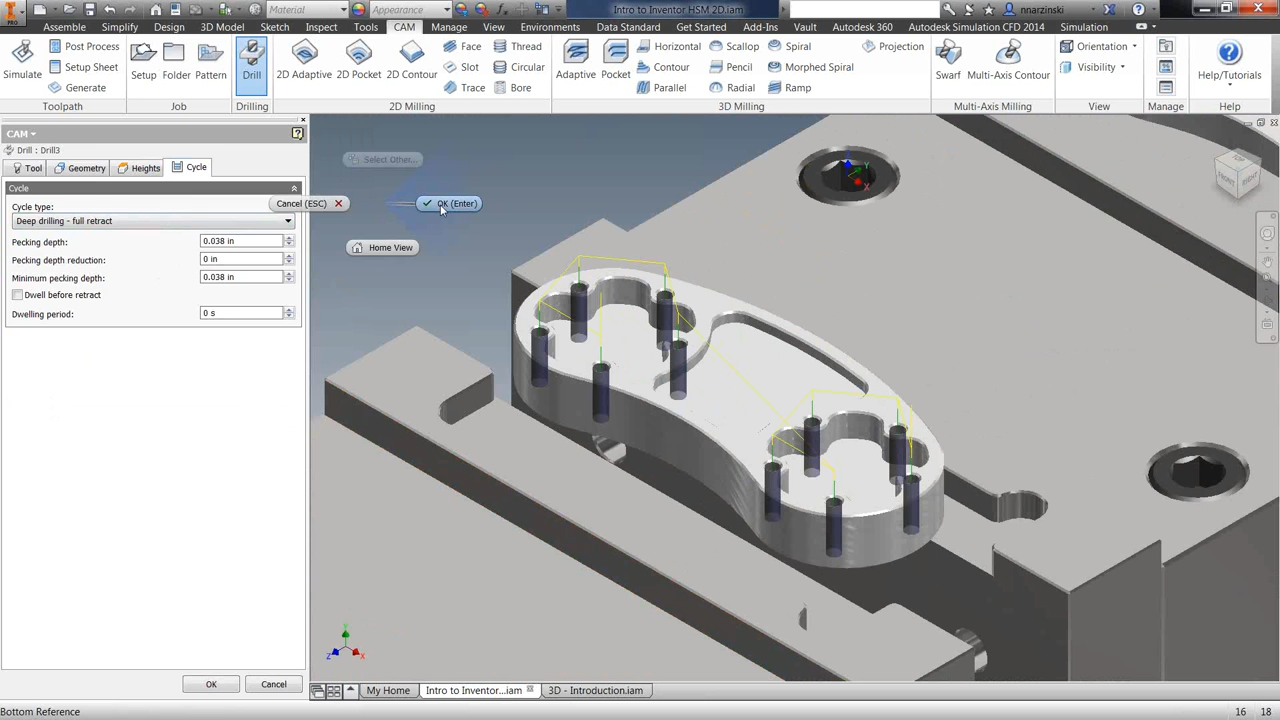 PRO
Material
Appearance
Intro to Inventor HSM 2D.iam
nnarzinski
Assemble Simplify Design 3D Model Sketch Inspect Tools CAM Manage View Environments Data Standard Get Started Add-Ins Vault Autodesk 360 Autodesk Simulation CFD 2014 Simulation
Simulate
Post Process
Setup Sheet
Generate
Toolpath
Setup
Folder
Pattern
Job
Drill
Drilling
2D Adaptive
2D Pocket
2D Contour
Face
Slot
Trace
Thread
Circular
Bore
2D Milling
Adaptive
Pocket
Horizontal
Contour
Parallel
Scallop
Pencil
Radial
Spiral
Morphed Spiral
Ramp
Projection
3D Milling
Swarf
Multi-Axis Contour
Multi-Axis Milling
Orientation
Visibility
View
Manage
Help/Tutorials
Help
CAM
Drill : Drill3
Tool Geometry Heights Cycle
Cycle
Cycle type:
Deep drilling - full retract
Pecking depth: 0.038 in
Pecking depth reduction: 0 in
Minimum pecking depth: 0.038 in
Dwell before retract
Dwelling period: 0 s
OK Cancel
Select Other...
Cancel (ESC)
OK (Enter)
Home View
TOP
FRONT
RIGHT
Y
X
Y
Z
X
My Home Intro to Inventor...iam 3D - Introduction.iam
Bottom Reference 16 18